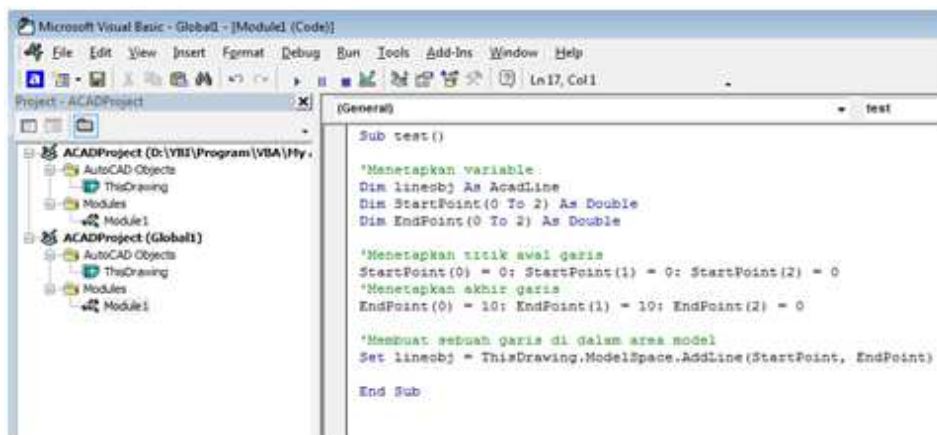 Microsoft Visual Basic - Global1 - [Module1 (Code)]
File Edit View Insert Format Debug Run Tools Add-Ins Window Help
Ln 17, Col 1
Project - ACADProject
(General)
test
ACADProject (D:\YBI\Program\VBA\My
AutoCAD Objects
ThisDrawing
Modules
Module1
ACADProject (Global1)
AutoCAD Objects
ThisDrawing
Modules
Module1
Sub test()
'Menetapkan variable
Dim lineobj As AcadLine
Dim StartPoint(0 To 2) As Double
Dim EndPoint(0 To 2) As Double
'Menetapkan titik awal garis
StartPoint(0) = 0: StartPoint(1) = 0: StartPoint(2) = 0
'Menetapkan akhir garis
EndPoint(0) = 10: EndPoint(1) = 10: EndPoint(2) = 0
'Membuat sebuah garis di dalam area model
Set lineobj = ThisDrawing.ModelSpace.AddLine(StartPoint, EndPoint)
End Sub